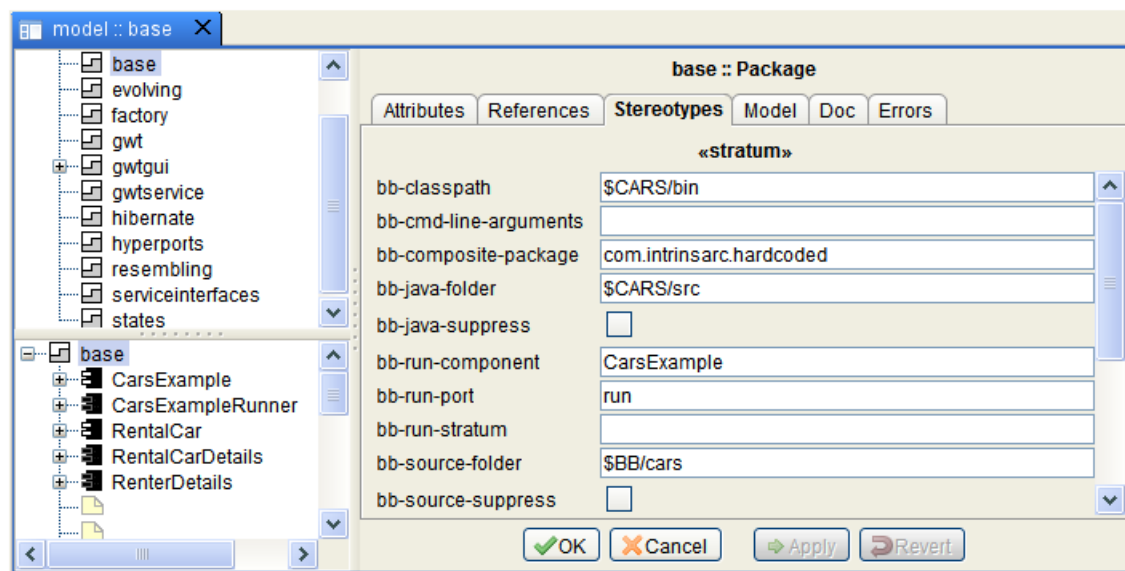 model :: base
base
evolving
factory
gwt
gwtgui
gwtservice
hibernate
hyperports
resembling
serviceinterfaces
states
base
CarsExample
CarsExampleRunner
RentalCar
RentalCarDetails
RenterDetails
base :: Package
Attributes References Stereotypes Model Doc Errors
«stratum»
bb-classpath $CARS/bin
bb-cmd-line-arguments
bb-composite-package com.intrinsarc.hardcoded
bb-java-folder $CARS/src
bb-java-suppress
bb-run-component CarsExample
bb-run-port run
bb-run-stratum
bb-source-folder $BB/cars
bb-source-suppress
OK Cancel Apply Revert